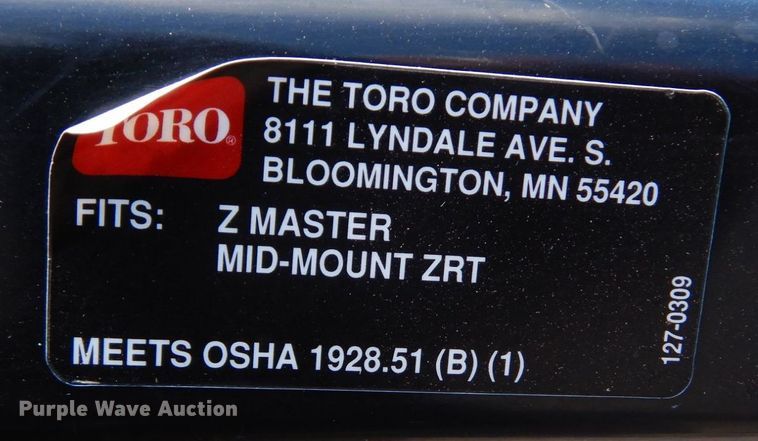 TORO®
THE TORO COMPANY
8111 LYNDALE AVE. S.
BLOOMINGTON, MN 55420
FITS: Z MASTER
MID-MOUNT ZRT
MEETS OSHA 1928.51 (B) (1)
127-0309
Purple Wave Auction